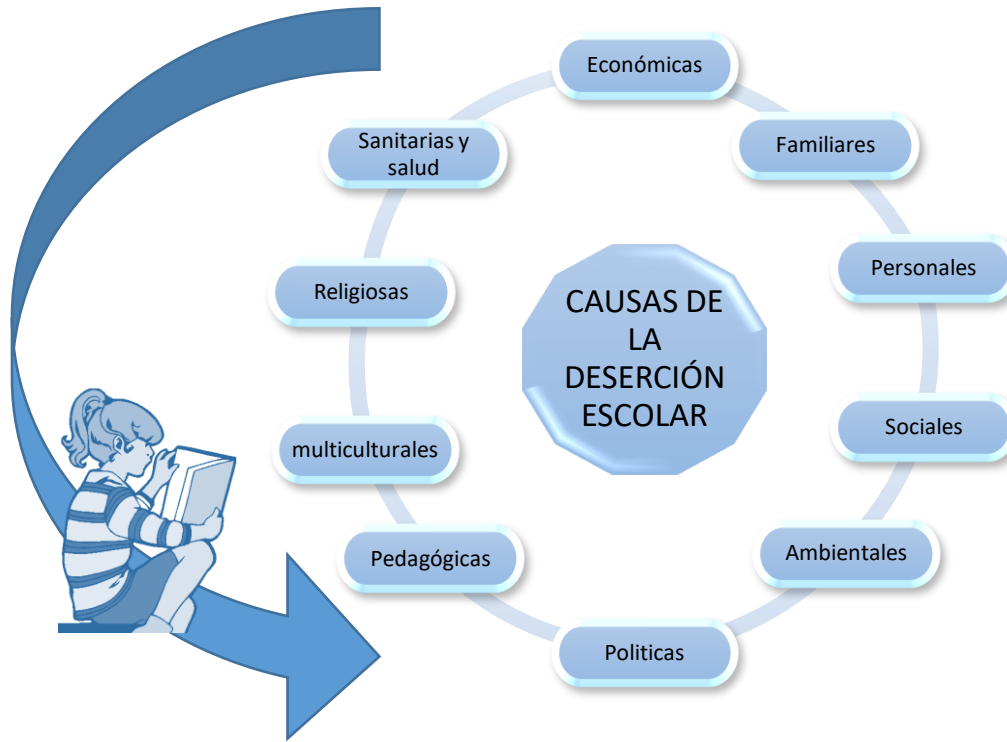 CAUSAS DE
LA
DESERCIÓN
ESCOLAR
Económicas
Familiares
Personales
Sociales
Ambientales
Politicas
Pedagógicas
multiculturales
Religiosas
Sanitarias y
salud